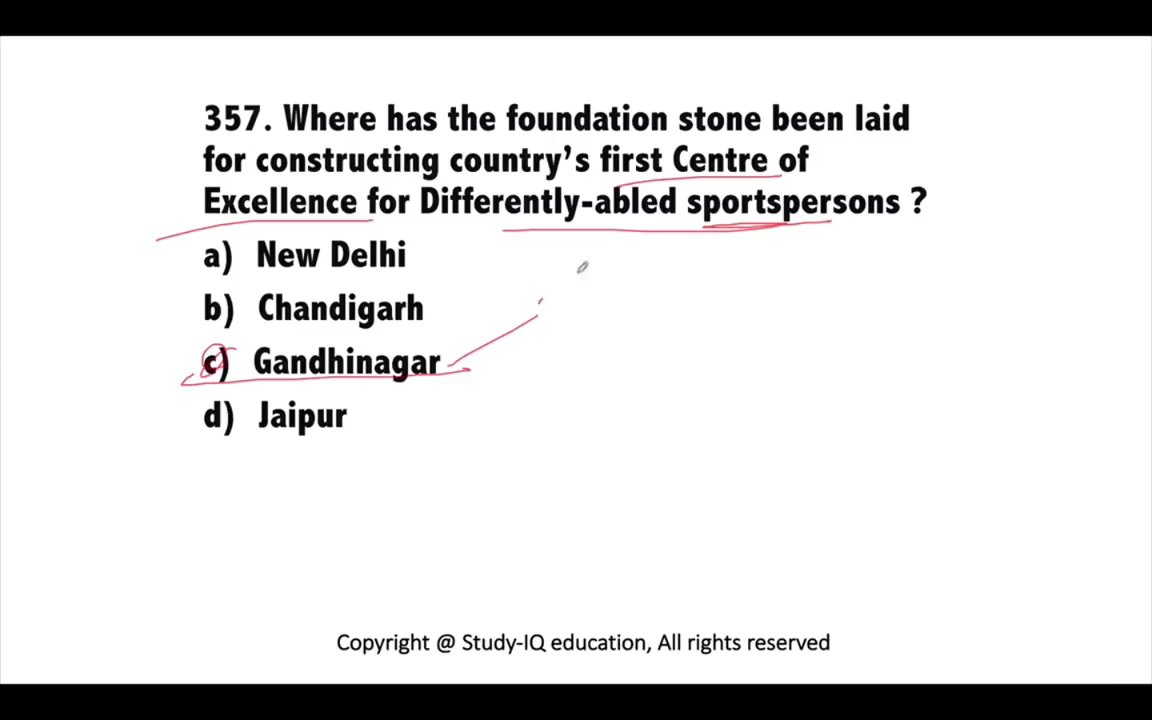 357. Where has the foundation stone been laid
for constructing country's first Centre of
Excellence for Differently-abled sportspersons ?
a) New Delhi
b) Chandigarh
c) Gandhinagar
d) Jaipur
Copyright @ Study-IQ education, All rights reserved